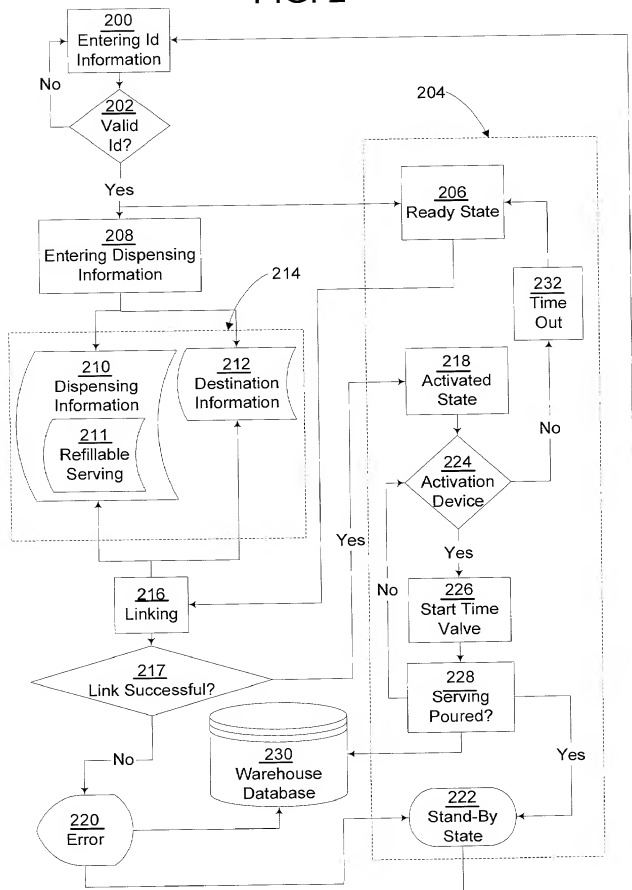 FIG. 2
200
Entering Id
Information
No
202
Valid
Id?
204
Yes
206
Ready State
208
Entering Dispensing
Information
214
232
Time
Out
210
Dispensing
Information
212
Destination
Information
218
Activated
State
211
Refillable
Serving
No
224
Activation
Device
Yes
Yes
No
216
Linking
226
Start Time
Valve
217
Link Successful?
228
Serving
Poured?
No
230
Warehouse
Database
Yes
220
Error
222
Stand-By
State